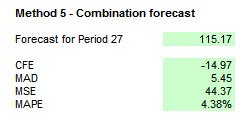 Method 5 - Combination forecast
Forecast for Period 27 115.17
CFE -14.97
MAD 5.45
MSE 44.37
MAPE 4.38%